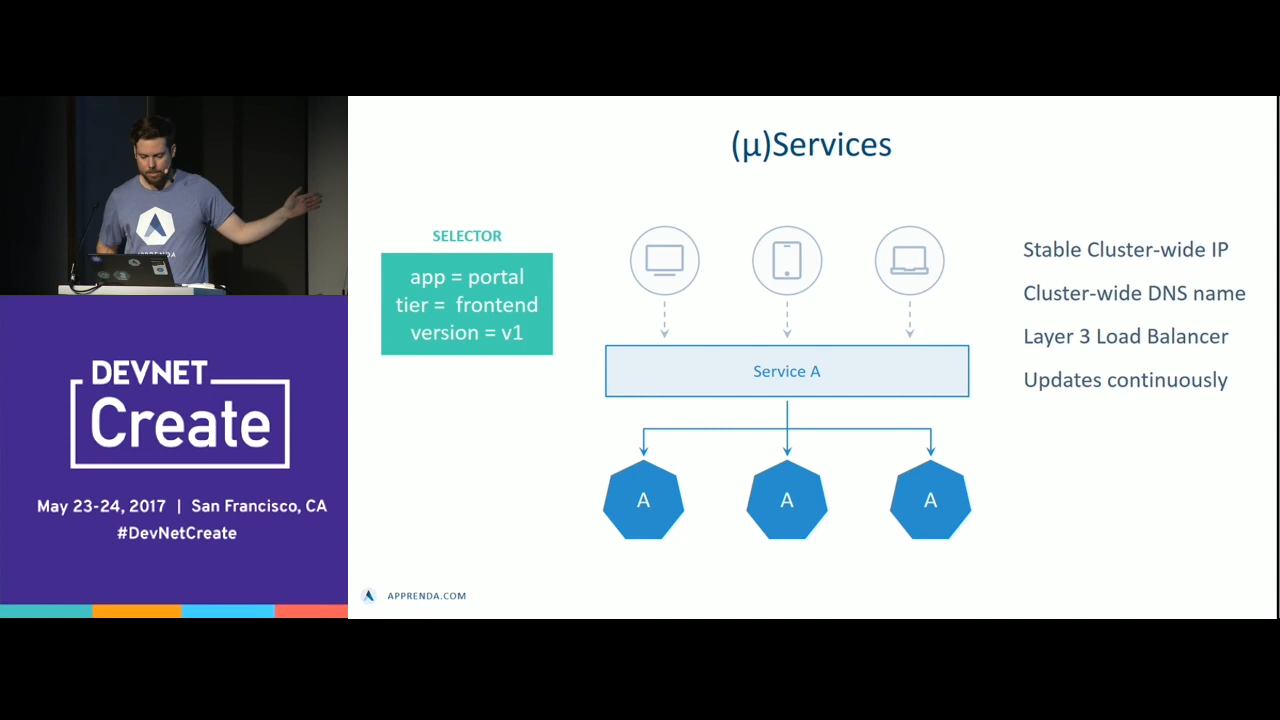 (µ)Services
SELECTOR
app = portal
tier = frontend
version = v1
Service A
A
A
A
Stable Cluster-wide IP
Cluster-wide DNS name
Layer 3 Load Balancer
Updates continuously
APPRENDA.COM
APPRENDA
DEVNET
Create
May 23-24, 2017 | San Francisco, CA
#DevNetCreate